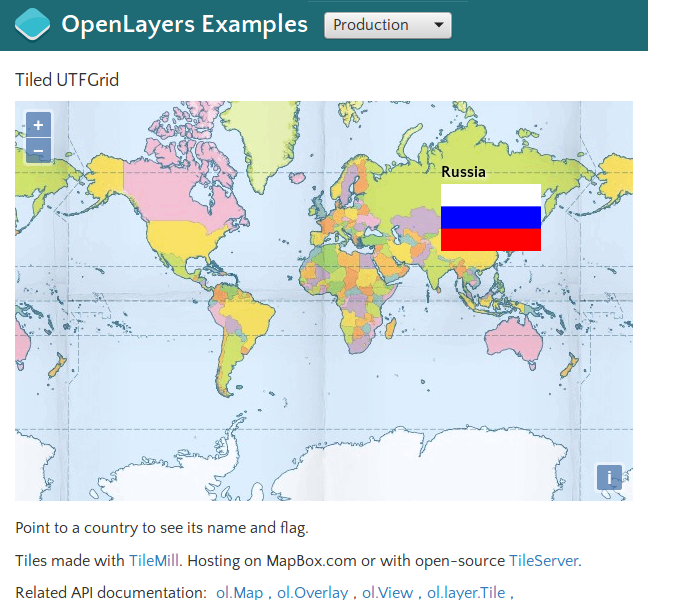 OpenLayers Examples
Production
Tiled UTFGrid
+
–
Russia
i
Point to a country to see its name and flag.
Tiles made with TileMill. Hosting on MapBox.com or with open-source TileServer.
Related API documentation: ol.Map , ol.Overlay , ol.View , ol.layer.Tile ,